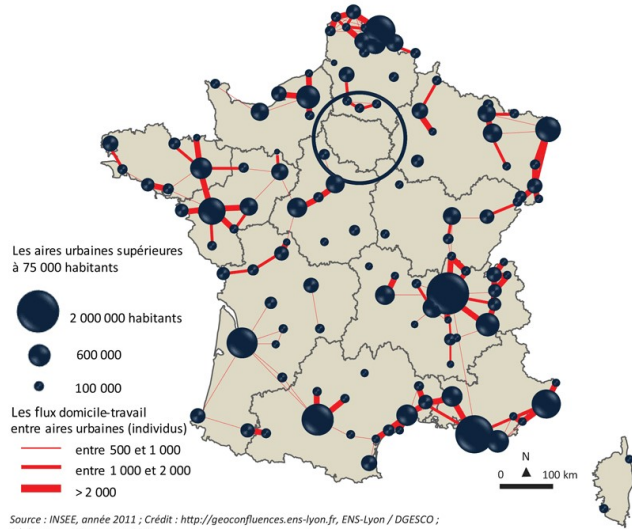 Les aires urbaines supérieures
à 75 000 habitants
2 000 000 habitants
600 000
100 000
Les flux domicile-travail
entre aires urbaines (individus)
entre 500 et 1 000
entre 1 000 et 2 000
> 2 000
N
0 100 km
Source : INSEE, année 2011 ; Crédit : http://geoconfluences.ens-lyon.fr, ENS-Lyon / DGESCO ;